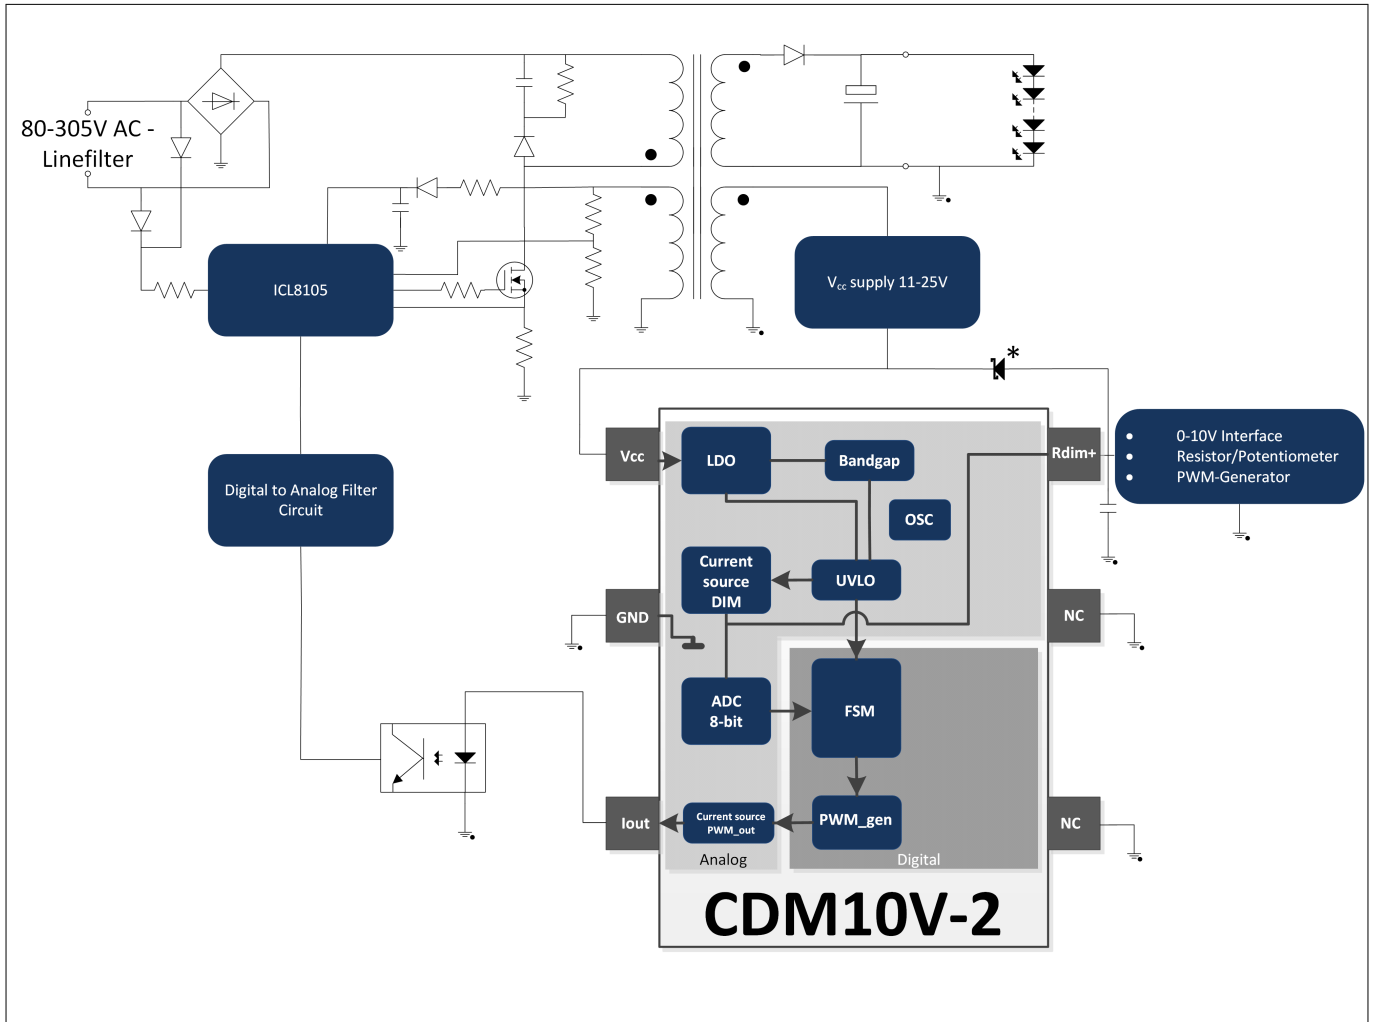 80-305V AC -
Linefilter
ICL8105
Vcc supply 11-25V
*
Digital to Analog Filter
Circuit
Vcc
LDO
Bandgap
OSC
Rdim+
• 0-10V Interface
• Resistor/Potentiometer
• PWM-Generator
Current
source
DIM
UVLO
GND
NC
ADC
8-bit
FSM
Iout
Current source
PWM_out
PWM_gen
NC
Analog
Digital
CDM10V-2